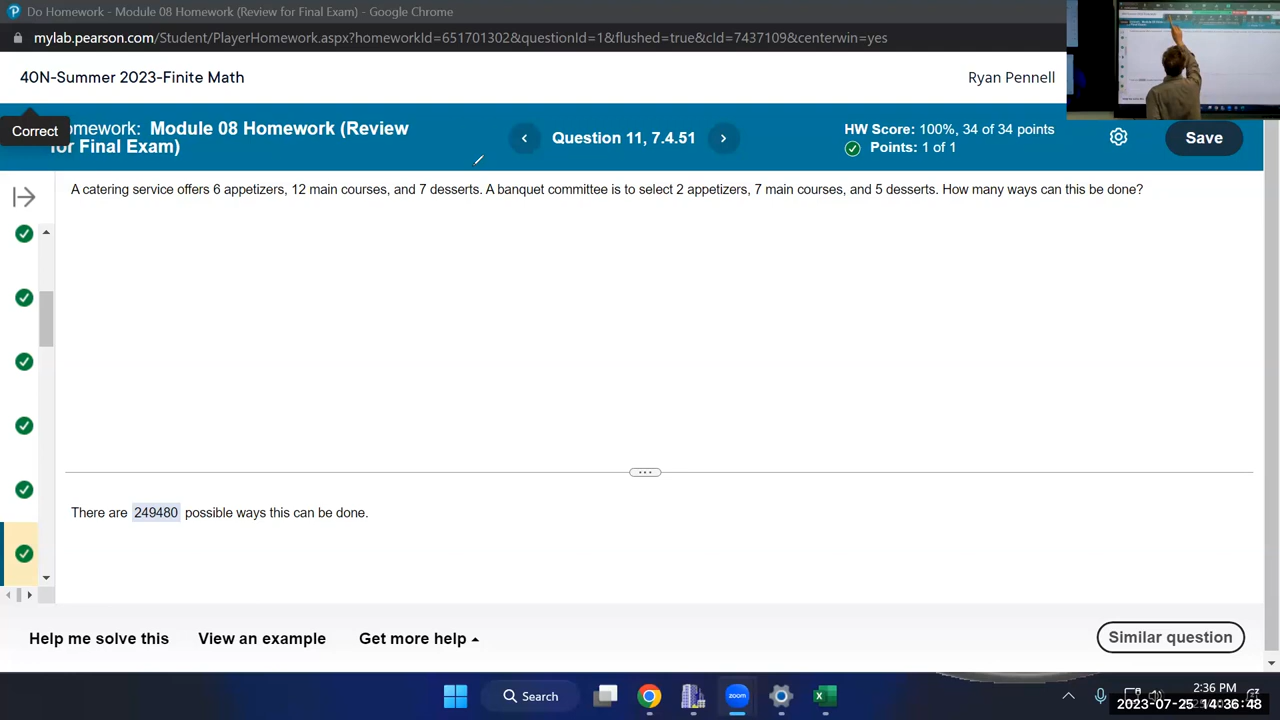 Do Homework - Module 08 Homework (Review for Final Exam) - Google Chrome
mylab.pearson.com/Student/PlayerHomework.aspx
=1&flushed=true
7437109&centerwin=yes
40N-Summer 2023-Finite Math
Ryan Pennell
Correct
omework: Module 08 Homework (Review for Final Exam)
Question 11, 7.4.51
HW Score: 100%, 34 of 34 points
Points: 1 of 1
Save
A catering service offers 6 appetizers, 12 main courses, and 7 desserts. A banquet committee is to select 2 appetizers, 7 main courses, and 5 desserts. How many ways can this be done?
There are 249480 possible ways this can be done.
Help me solve this
View an example
Get more help
Similar question
Search
zoom
2:36 PM
2023-07-25 14:36:48